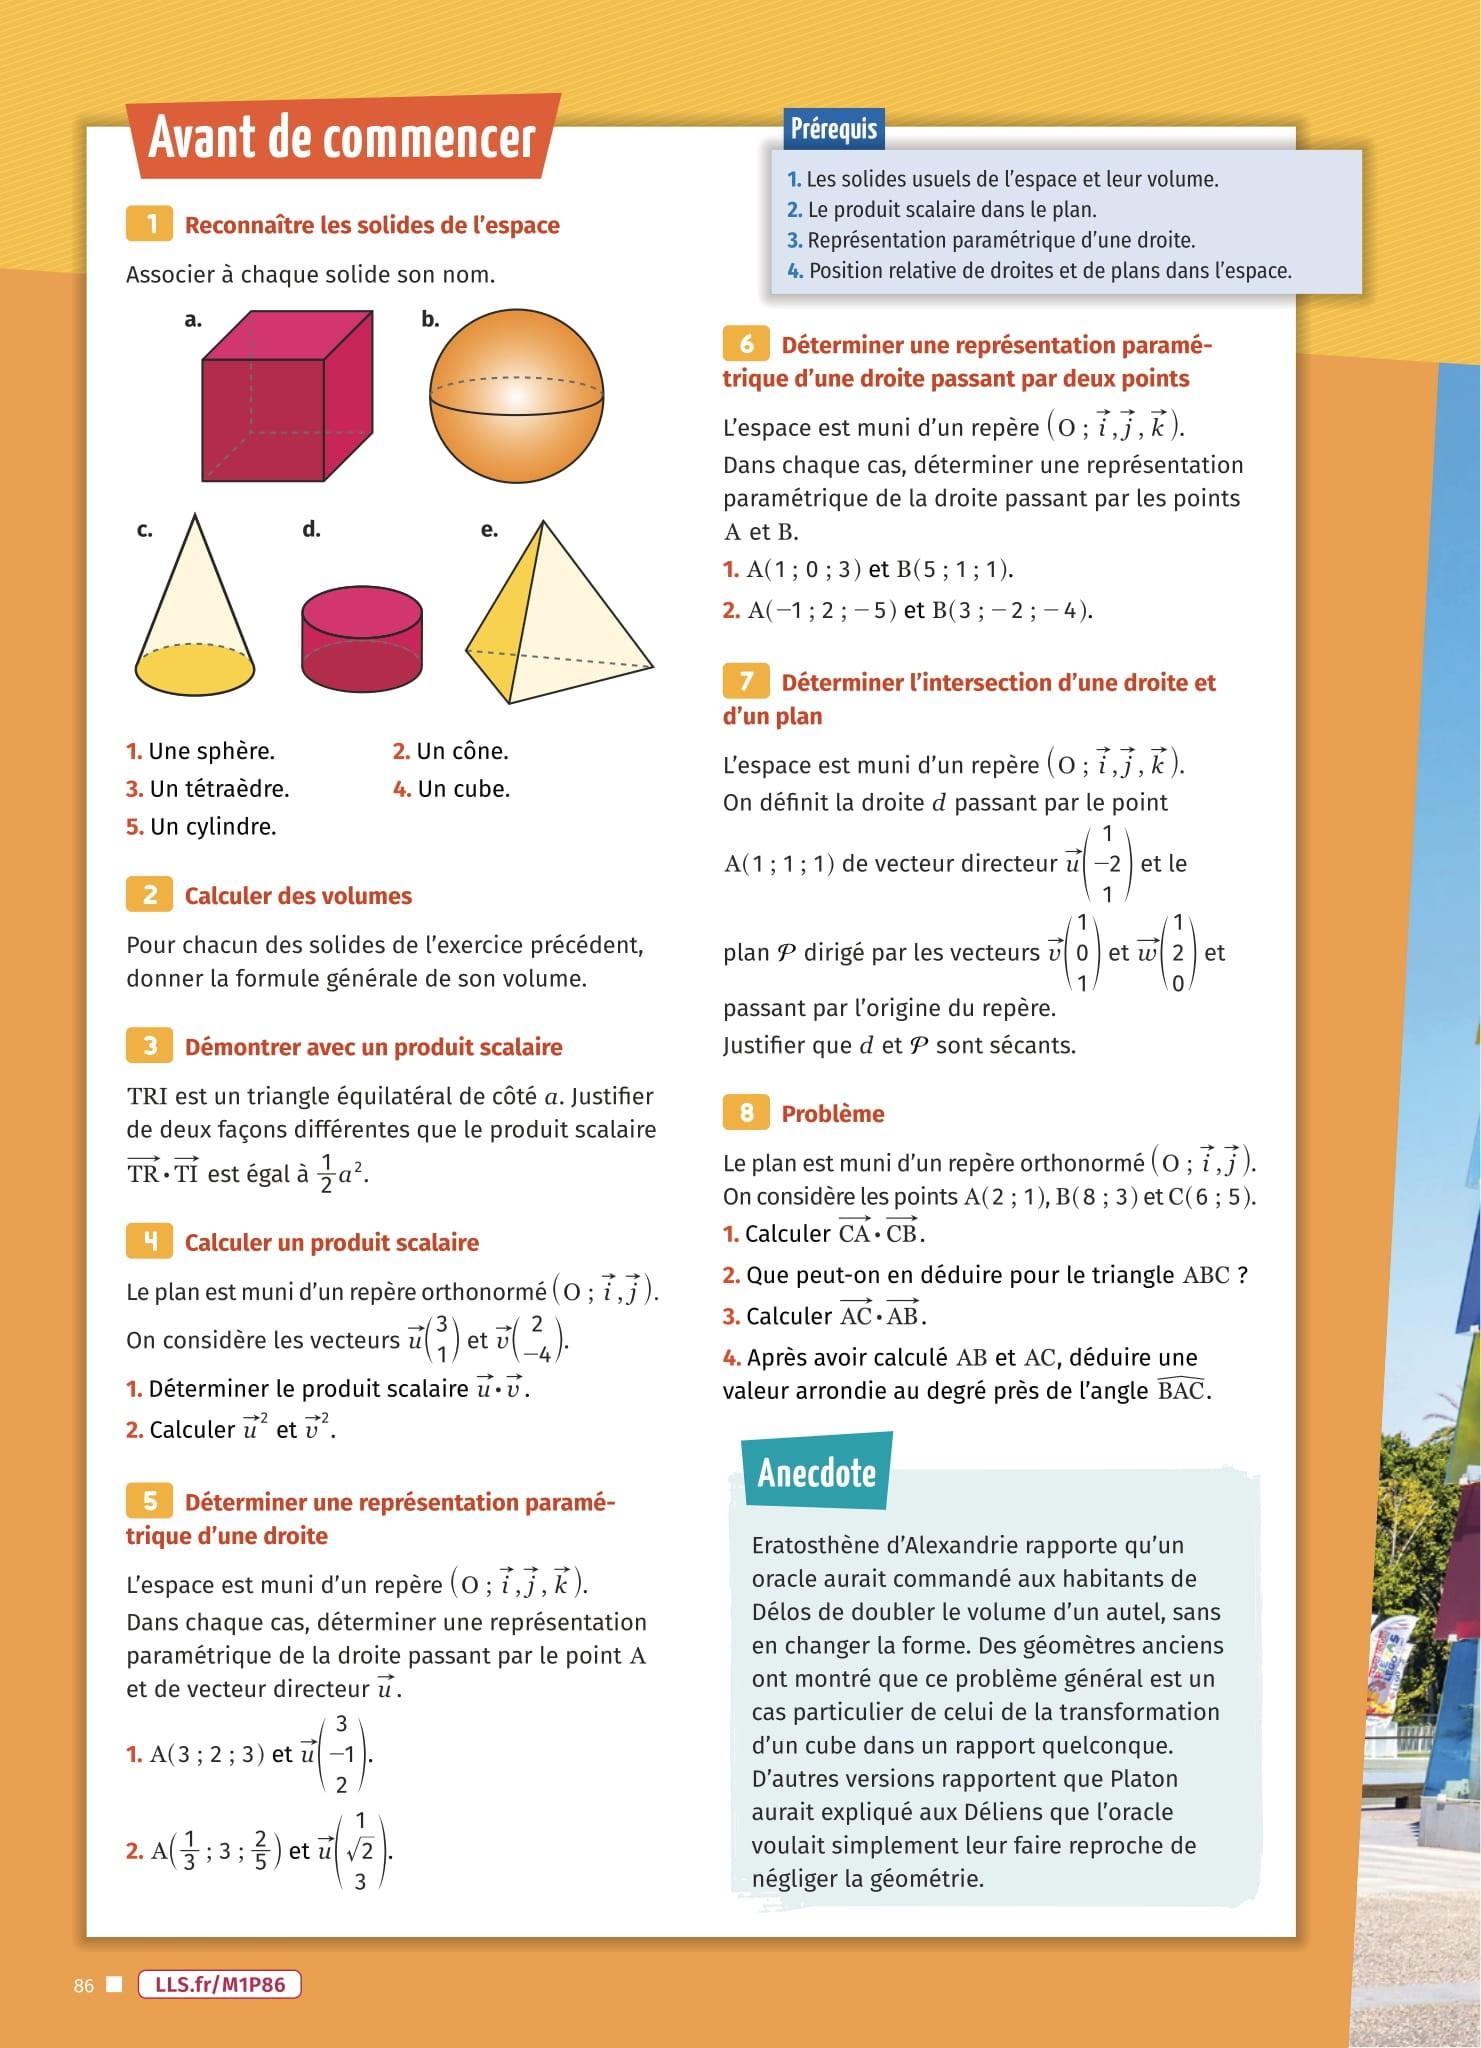 Avant de commencer
Prérequis
1. Les solides usuels de l'espace et leur volume.
2. Le produit scalaire dans le plan.
3. Représentation paramétrique d'une droite.
4. Position relative de droites et de plans dans l'espace.
1 Reconnaître les solides de l'espace
Associer à chaque solide son nom.
a. b.
c. d. e.
1. Une sphère. 2. Un cône.
3. Un tétraèdre. 4. Un cube.
5. Un cylindre.
2 Calculer des volumes
Pour chacun des solides de l'exercice précédent,
donner la formule générale de son volume.
3 Démontrer avec un produit scalaire
TRI est un triangle équilatéral de côté a. Justifier
de deux façons différentes que le produit scalaire
$\overrightarrow{TR} \cdot \overrightarrow{TI}$ est égal à $\frac{1}{2}a^2$.
4 Calculer un produit scalaire
Le plan est muni d'un repère orthonormé $(O ; \vec{i}, \vec{j})$.
On considère les vecteurs $\vec{u}\begin{pmatrix}3\\1\end{pmatrix}$ et $\vec{v}\begin{pmatrix}2\\-4\end{pmatrix}$.
1. Déterminer le produit scalaire $\vec{u} \cdot \vec{v}$.
2. Calculer $\vec{u}^2$ et $\vec{v}^2$.
5 Déterminer une représentation paramé-
trique d'une droite
L'espace est muni d'un repère $(O ; \vec{i}, \vec{j}, \vec{k})$.
Dans chaque cas, déterminer une représentation
paramétrique de la droite passant par le point A
et de vecteur directeur $\vec{u}$.
1. A(3 ; 2 ; 3) et $\vec{u}\begin{pmatrix}3\\-1\\2\end{pmatrix}$.
2. $A\left(\frac{1}{3} ; 3 ; \frac{2}{5}\right)$ et $\vec{u}\begin{pmatrix}1\\\sqrt{2}\\3\end{pmatrix}$.
6 Déterminer une représentation paramé-
trique d'une droite passant par deux points
L'espace est muni d'un repère $(O ; \vec{i}, \vec{j}, \vec{k})$.
Dans chaque cas, déterminer une représentation
paramétrique de la droite passant par les points
A et B.
1. A(1 ; 0 ; 3) et B(5 ; 1 ; 1).
2. A(−1 ; 2 ; −5) et B(3 ; −2 ; −4).
7 Déterminer l'intersection d'une droite et
d'un plan
L'espace est muni d'un repère $(O ; \vec{i}, \vec{j}, \vec{k})$.
On définit la droite d passant par le point
A(1 ; 1 ; 1) de vecteur directeur $\vec{u}\begin{pmatrix}1\\-2\\1\end{pmatrix}$ et le
plan $\mathcal{P}$ dirigé par les vecteurs $\vec{v}\begin{pmatrix}1\\0\\1\end{pmatrix}$ et $\vec{w}\begin{pmatrix}1\\2\\0\end{pmatrix}$ et
passant par l'origine du repère.
Justifier que d et $\mathcal{P}$ sont sécants.
8 Problème
Le plan est muni d'un repère orthonormé $(O ; \vec{i}, \vec{j})$.
On considère les points A(2 ; 1), B(8 ; 3) et C(6 ; 5).
1. Calculer $\overrightarrow{CA} \cdot \overrightarrow{CB}$.
2. Que peut-on en déduire pour le triangle ABC ?
3. Calculer $\overrightarrow{AC} \cdot \overrightarrow{AB}$.
4. Après avoir calculé AB et AC, déduire une
valeur arrondie au degré près de l'angle $\widehat{BAC}$.
Anecdote
Eratosthène d'Alexandrie rapporte qu'un
oracle aurait commandé aux habitants de
Délos de doubler le volume d'un autel, sans
en changer la forme. Des géomètres anciens
ont montré que ce problème général est un
cas particulier de celui de la transformation
d'un cube dans un rapport quelconque.
D'autres versions rapportent que Platon
aurait expliqué aux Déliens que l'oracle
voulait simplement leur faire reproche de
négliger la géométrie.
86 LLS.fr/M1P86